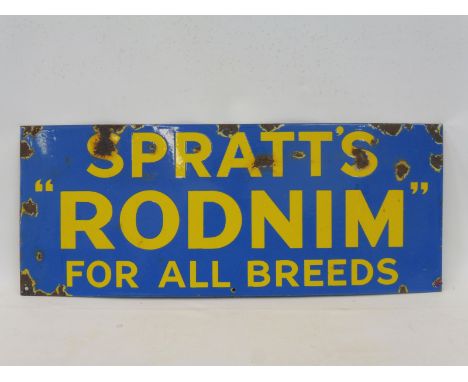 SPRATT'S
"RODNIM"
FOR ALL BREEDS